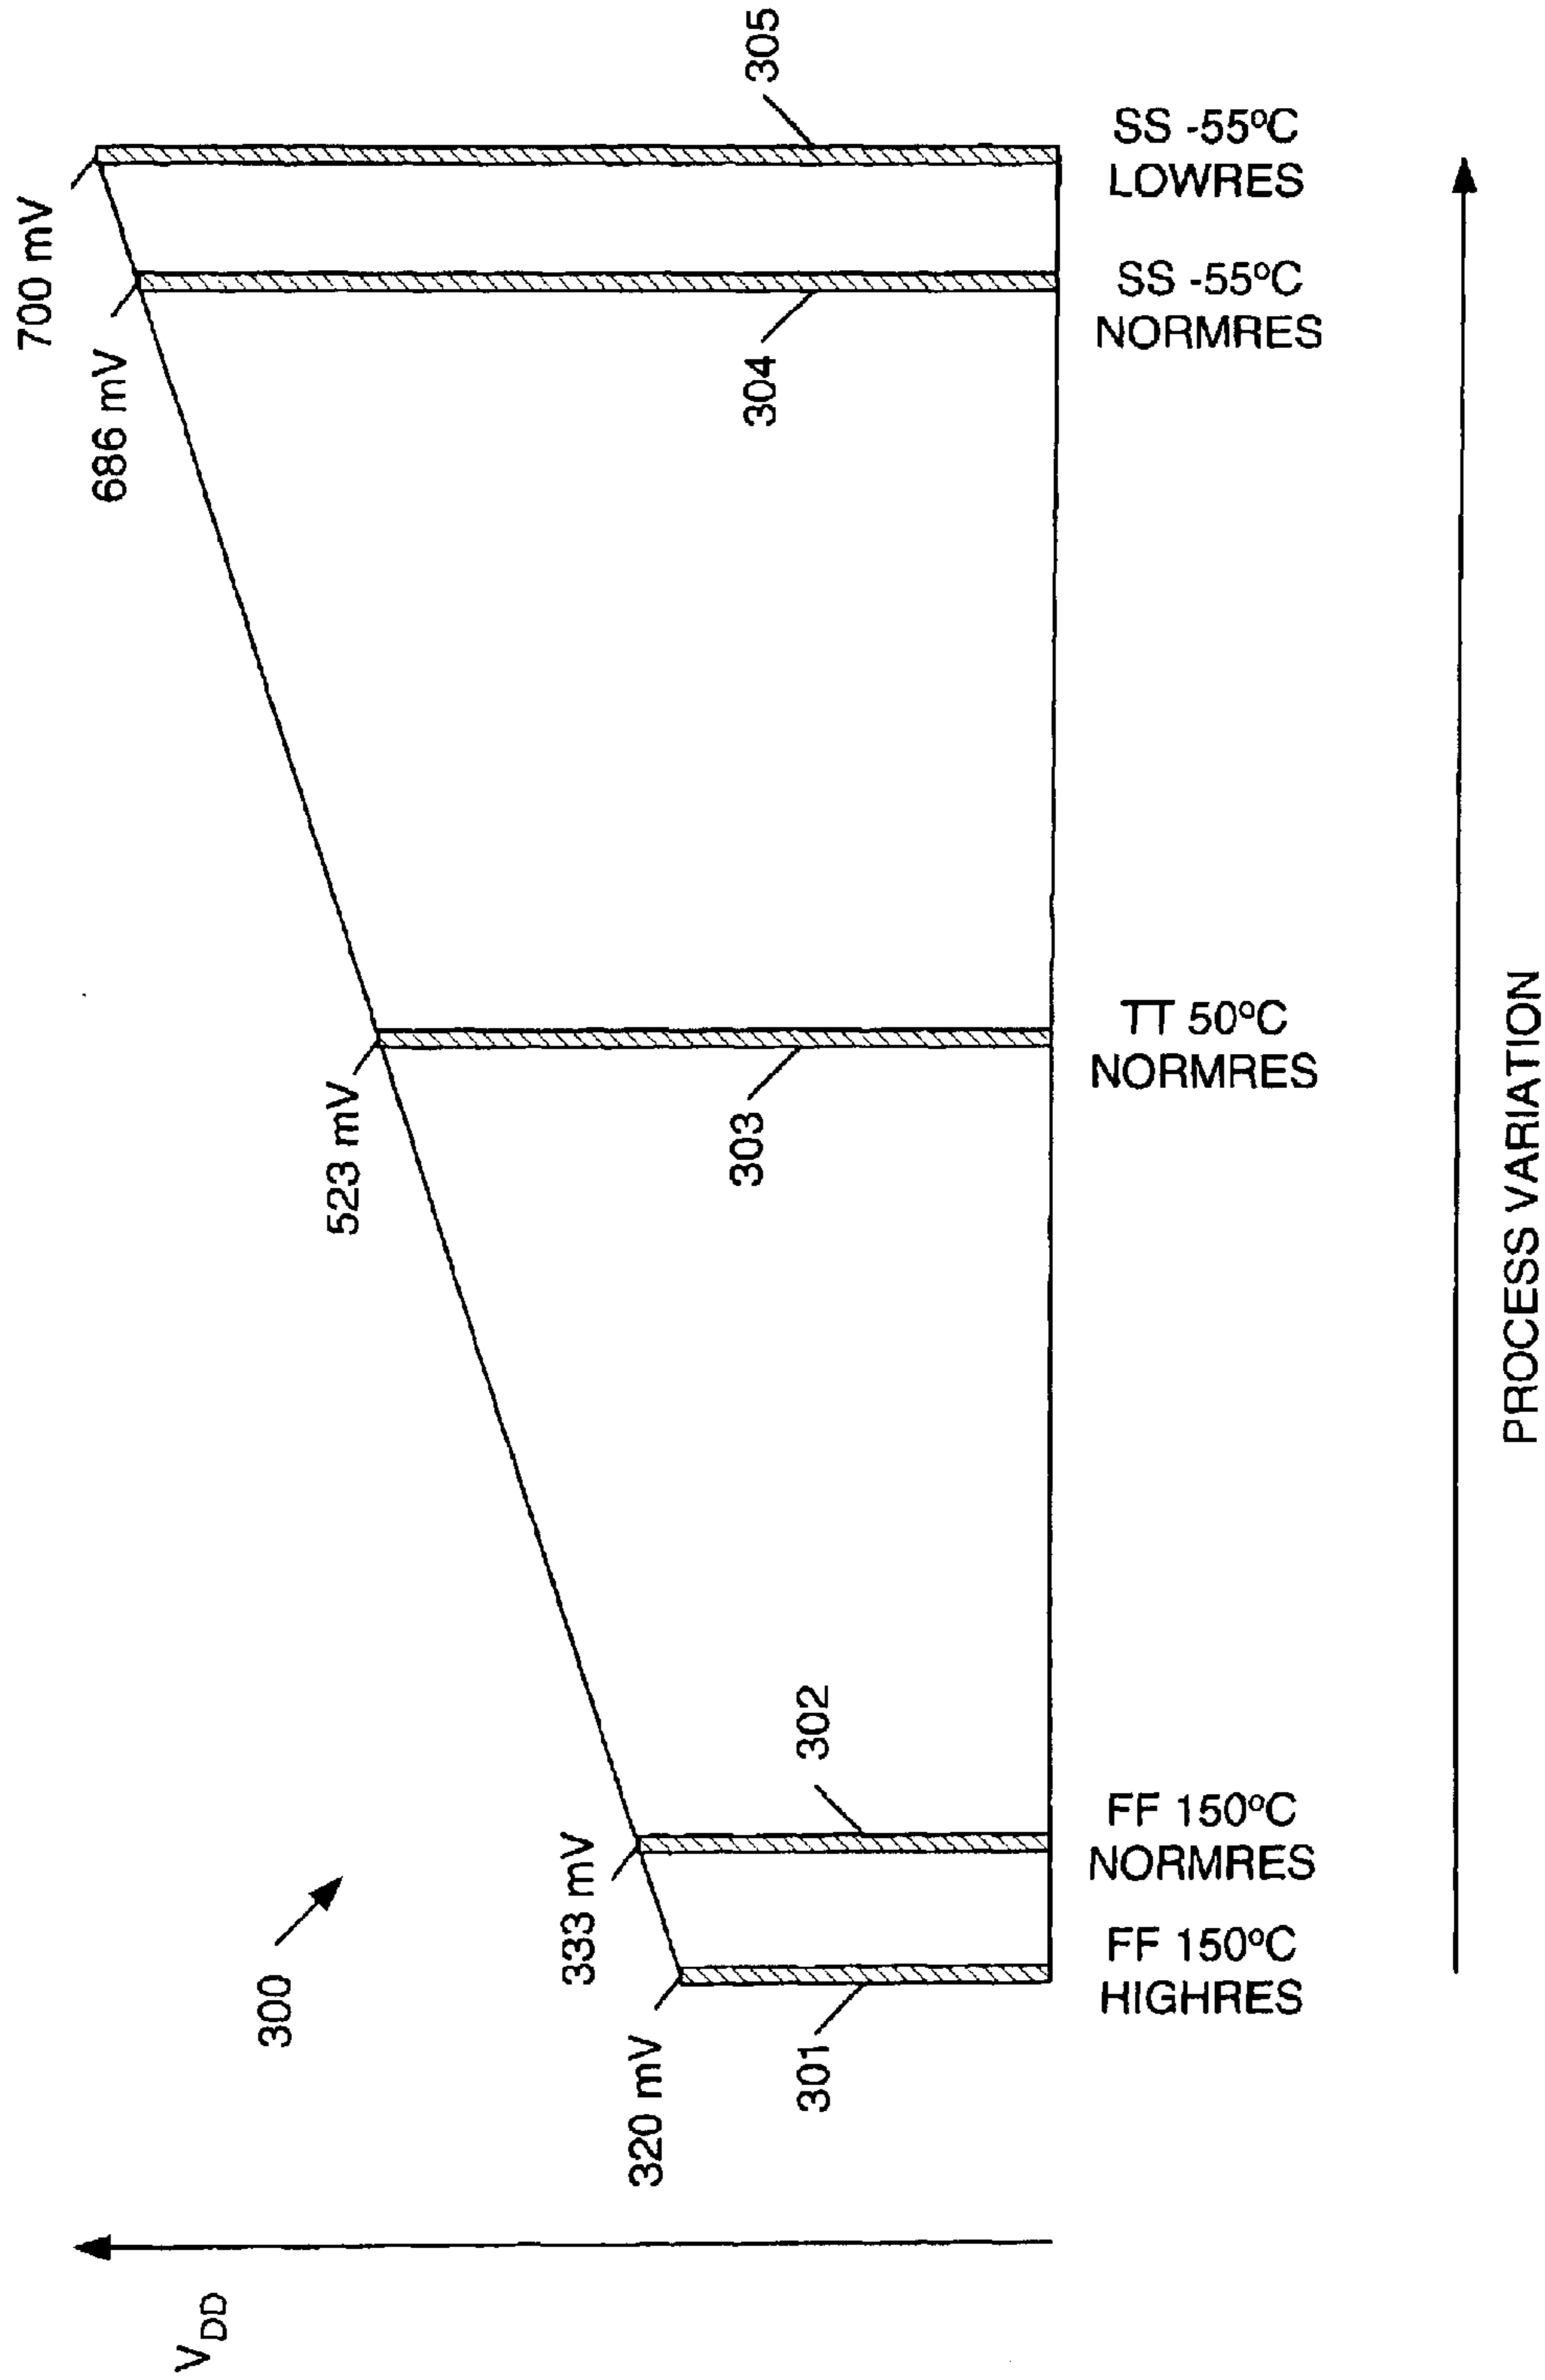 V_DD
300
320 mV
333 mV
523 mV
686 mV
700 mV
301
302
303
304
305
FF 150ºC
HIGHRES
FF 150ºC
NORMRES
TT 50ºC
NORMRES
SS -55ºC
NORMRES
SS -55ºC
LOWRES
PROCESS VARIATION